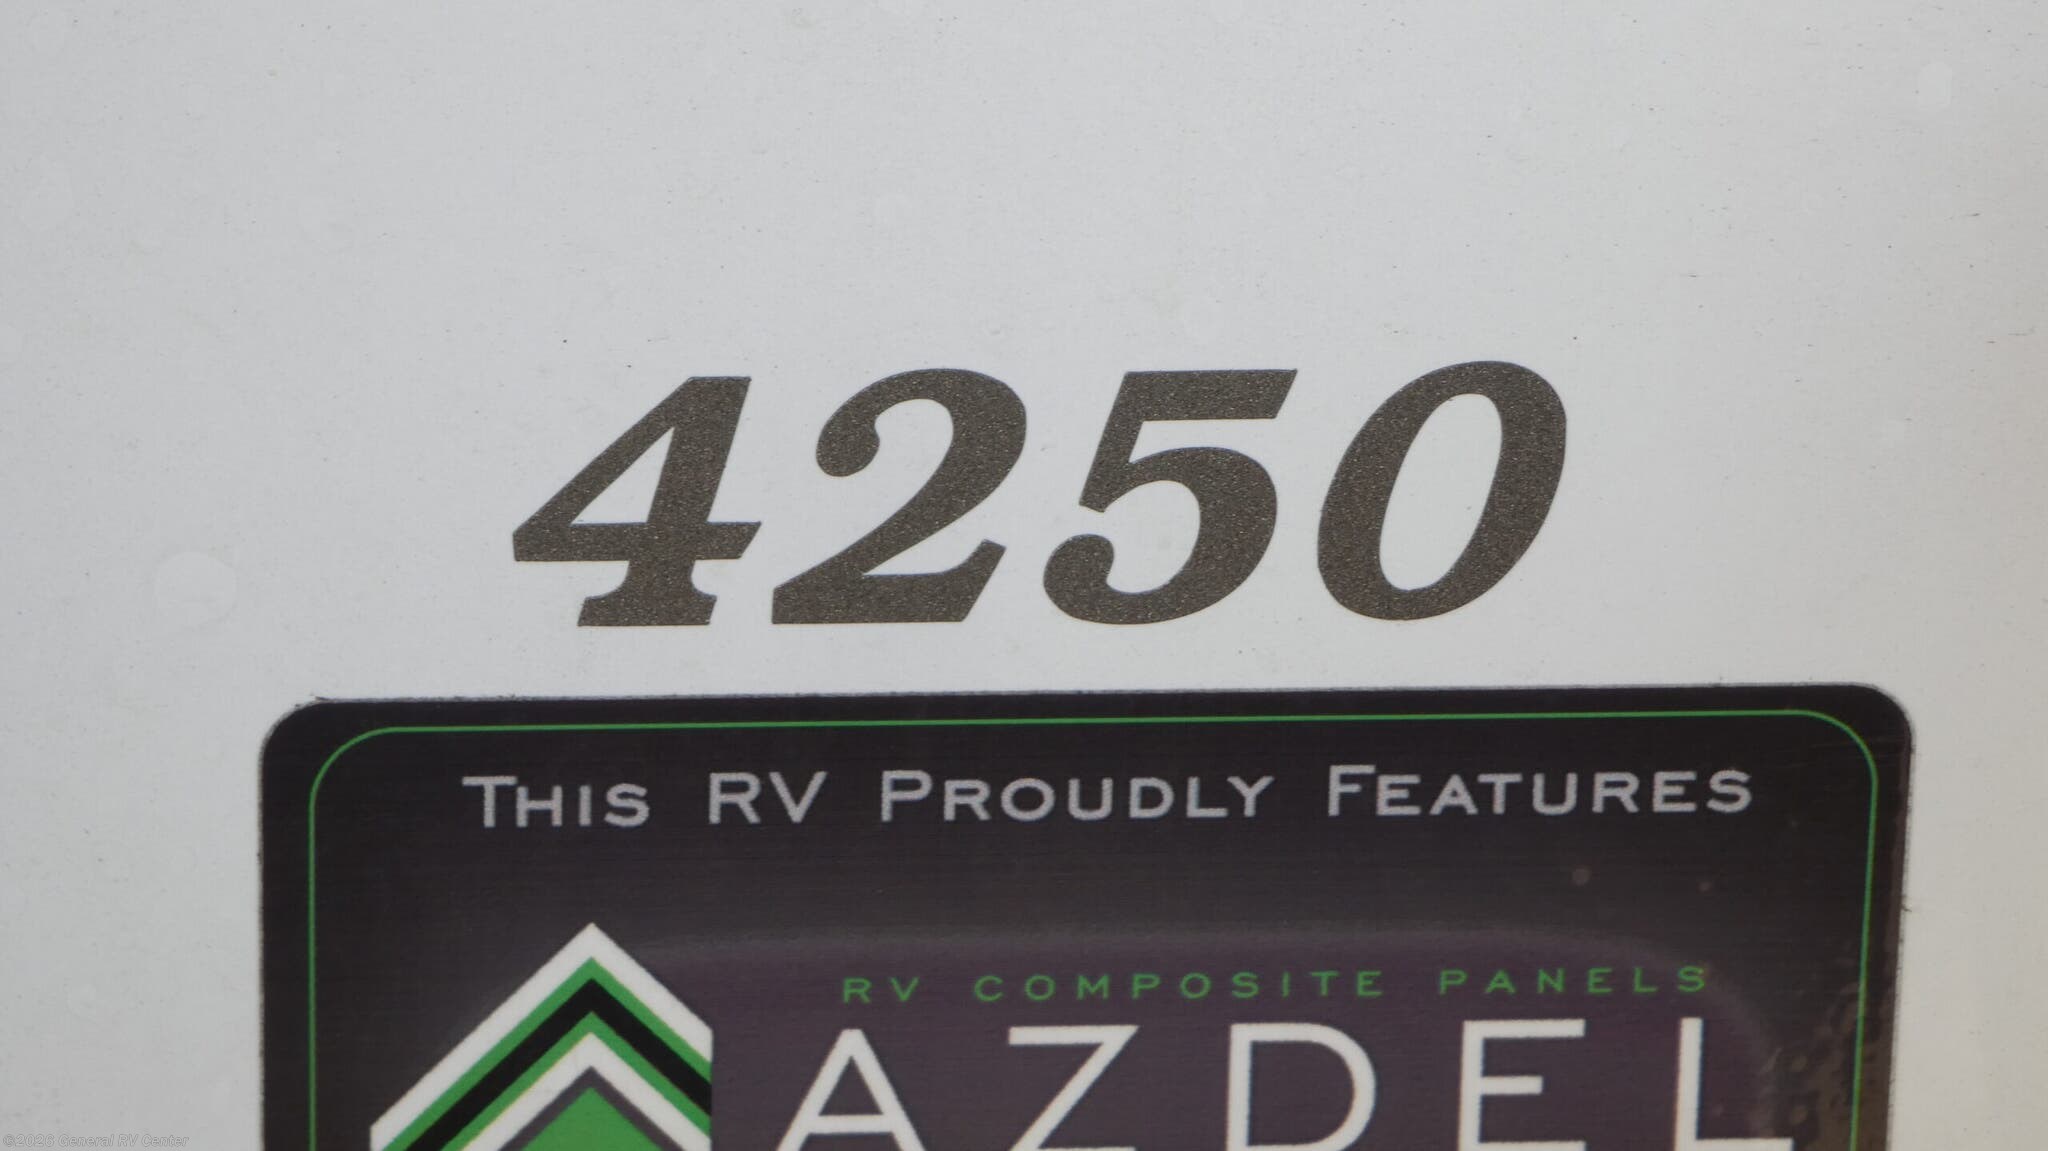 4250
This RV Proudly Features
RV COMPOSITE PANELS
AZDEL
©2026 General RV Center